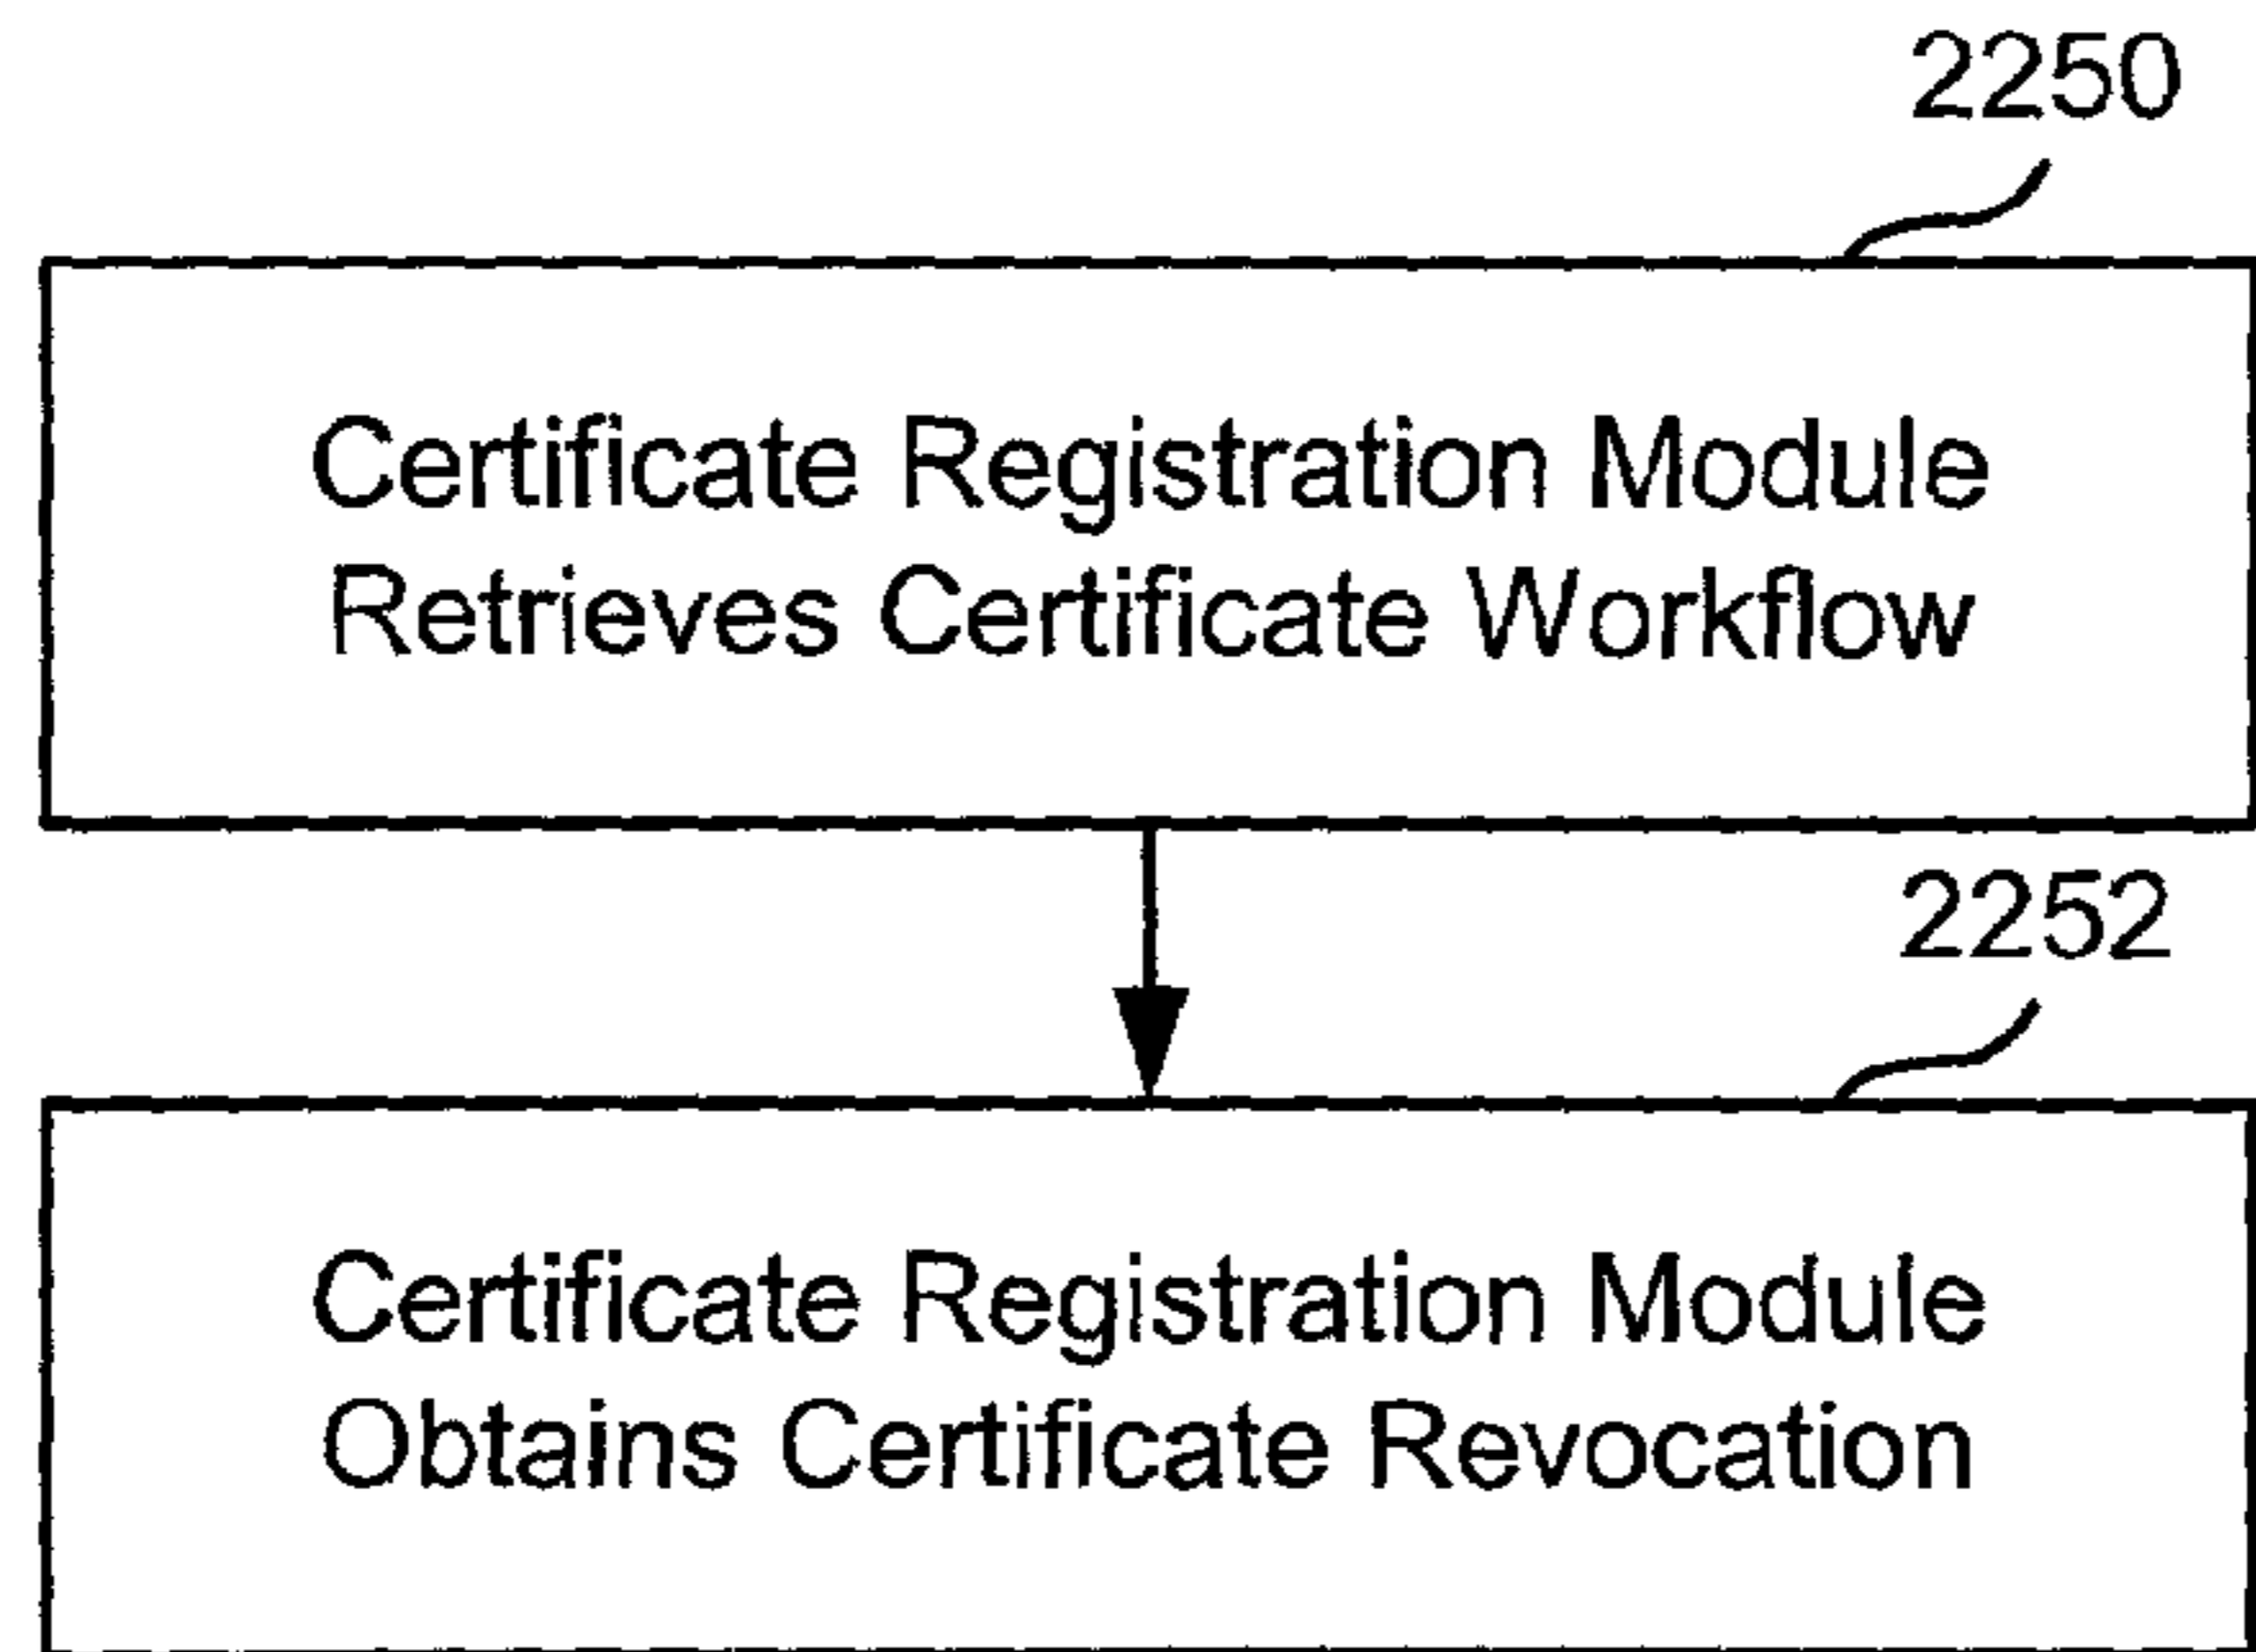 2250
Certificate Registration Module
Retrieves Certificate Workflow
2252
Certificate Registration Module
Obtains Certificate Revocation